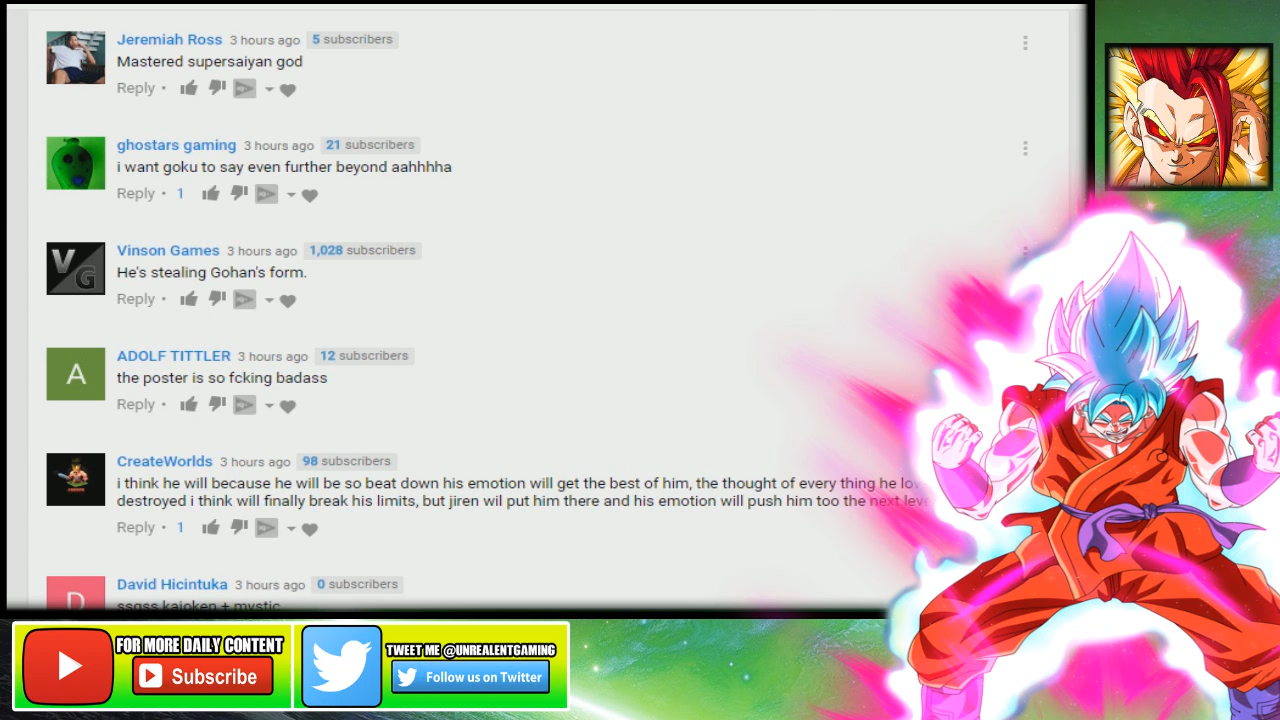 Jeremiah Ross 3 hours ago 5 subscribers
Mastered supersaiyan god
Reply •
ghostars gaming 3 hours ago 21 subscribers
i want goku to say even further beyond aahhhha
Reply • 1
Vinson Games 3 hours ago 1,028 subscribers
He's stealing Gohan's form.
Reply •
VG
ADOLF TITTLER 3 hours ago 12 subscribers
the poster is so fcking badass
Reply •
A
CreateWorlds 3 hours ago 98 subscribers
i think he will because he will be so beat down his emotion will get the best of him, the thought of every thing he
destroyed i think will finally break his limits, but jiren wil put him there and his emotion will push him too the next
Reply • 1
David Hicintuka 3 hours ago 0 subscribers
ssgss kaioken + mystic
D
FOR MORE DAILY CONTENT
Subscribe
TWEET ME @UNREALENTGAMING
Follow us on Twitter